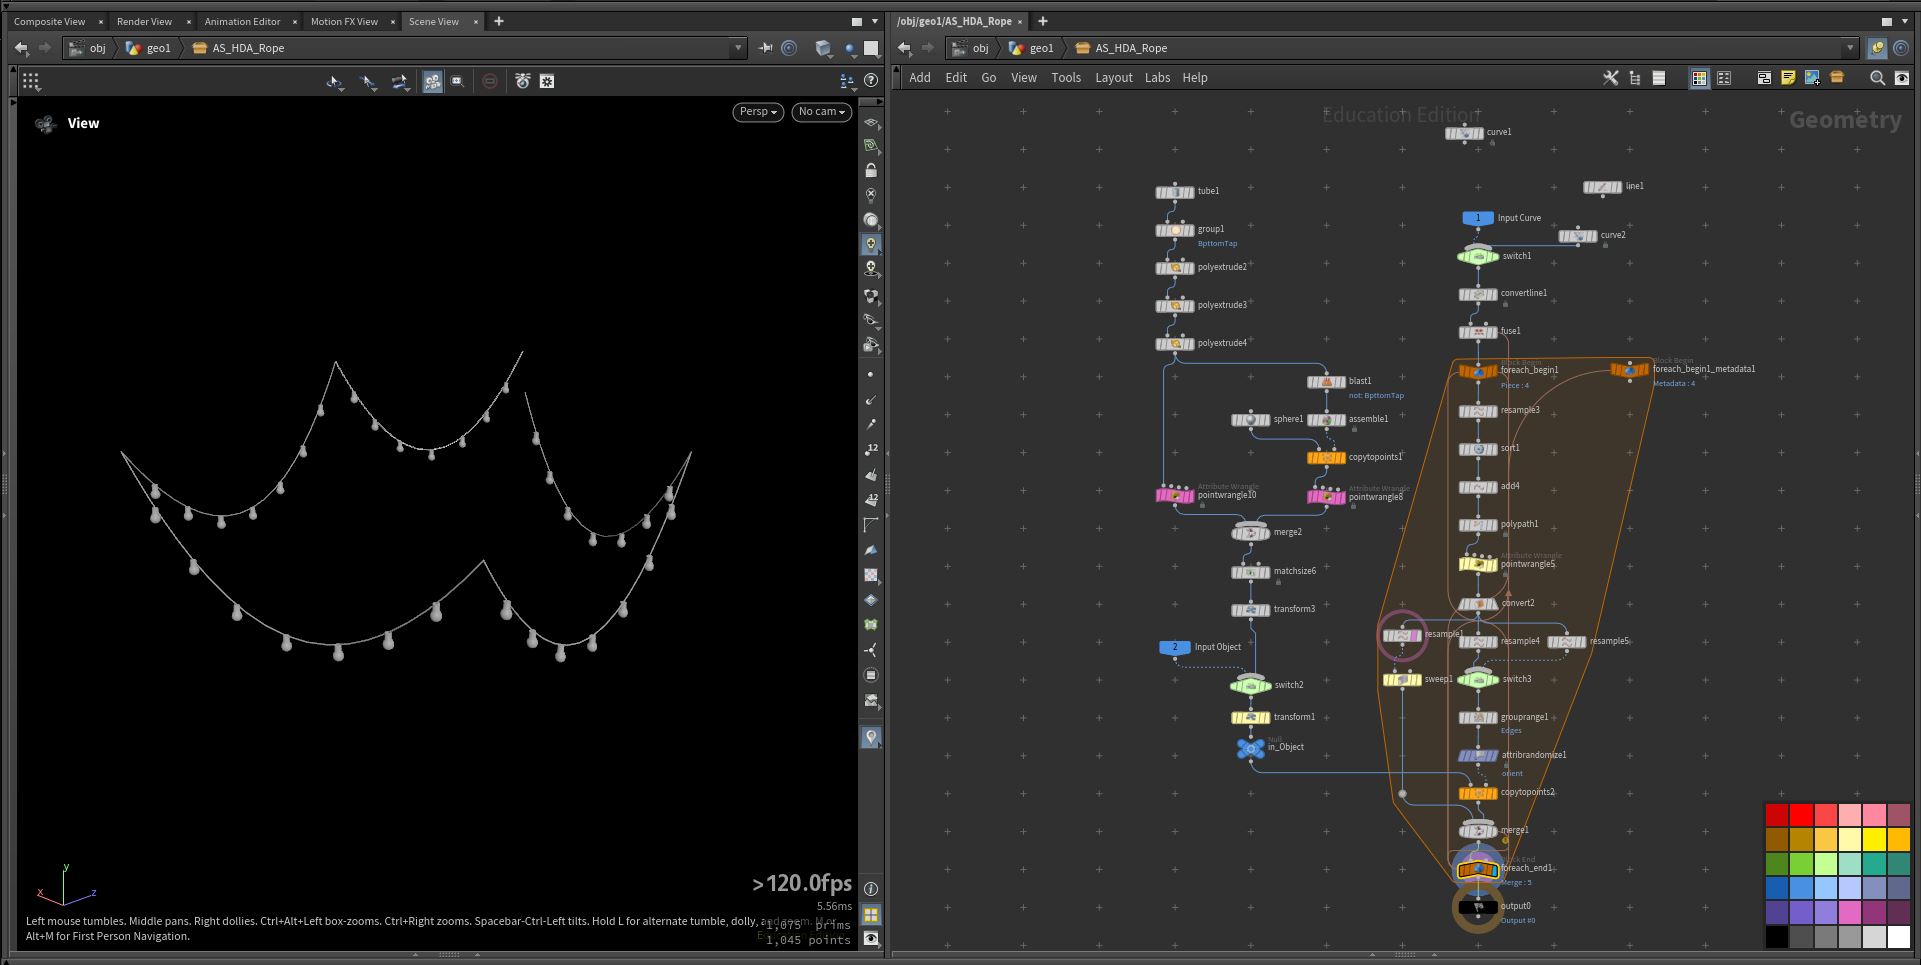 Composite View × Render View × Animation Editor × Motion FX View × Scene View × +
obj geo1 AS_HDA_Rope
View
Persp No cam
12
12
y
x z
>120.0fps
5.56ms
1,075 prims
1,045 points
Left mouse tumbles. Middle pans. Right dollies. Ctrl+Alt+Left box-zooms. Ctrl+Right zooms. Spacebar-Ctrl-Left tilts. Hold L for alternate tumble, dolly,
Alt+M for First Person Navigation.
/obj/geo1/AS_HDA_Rope × +
obj geo1 AS_HDA_Rope
Add Edit Go View Tools Layout Labs Help
Education Edition
Geometry
curve1
line1
tube1
group1
BpttomTap
polyextrude2
polyextrude3
polyextrude4
blast1
not: BpttomTap
sphere1
assemble1
copytopoints1
Attribute Wrangle
pointwrangle10
Attribute Wrangle
pointwrangle8
merge2
matchsize6
transform3
2 Input Object
switch2
transform1
Null
in_Object
1 Input Curve
curve2
switch1
convertline1
fuse1
Block Begin
foreach_begin1
Piece : 4
Block Begin
foreach_begin1_metadata1
Metadata : 4
resample3
sort1
add4
polypath1
Attribute Wrangle
pointwrangle5
convert2
resample1
resample4
resample5
sweep1
switch3
grouprange1
Edges
attribrandomize1
orient
copytopoints2
merge1
Block End
foreach_end1
Merge : 5
output0
Output #0